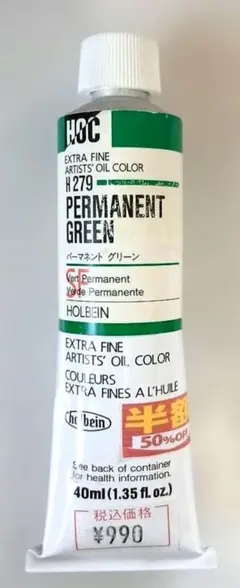 HOC
EXTRA FINE
ARTISTS' OIL COLOR
H 279
PERMANENT
GREEN
パーマネント グリーン
SF
Vert Permanent
Verde Permanente
HOLBEIN
EXTRA FINE
ARTISTS' OIL COLOR
COULEURS
EXTRA FINES A L'HUILE
holbein
半額
50%OFF
See back of container
for health information.
40ml (1.35 fl. oz.)
税込価格
¥990